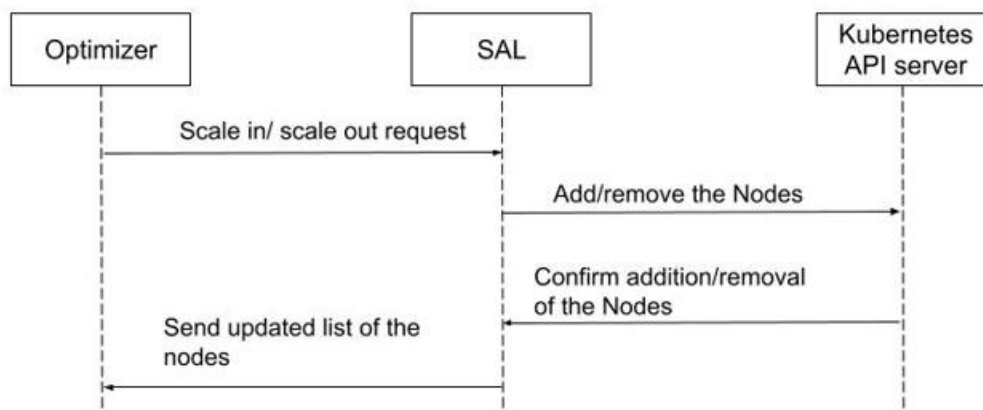 Optimizer
SAL
Kubernetes
API server
Scale in/ scale out request
Add/remove the Nodes
Confirm addition/removal
of the Nodes
Send updated list of the
nodes